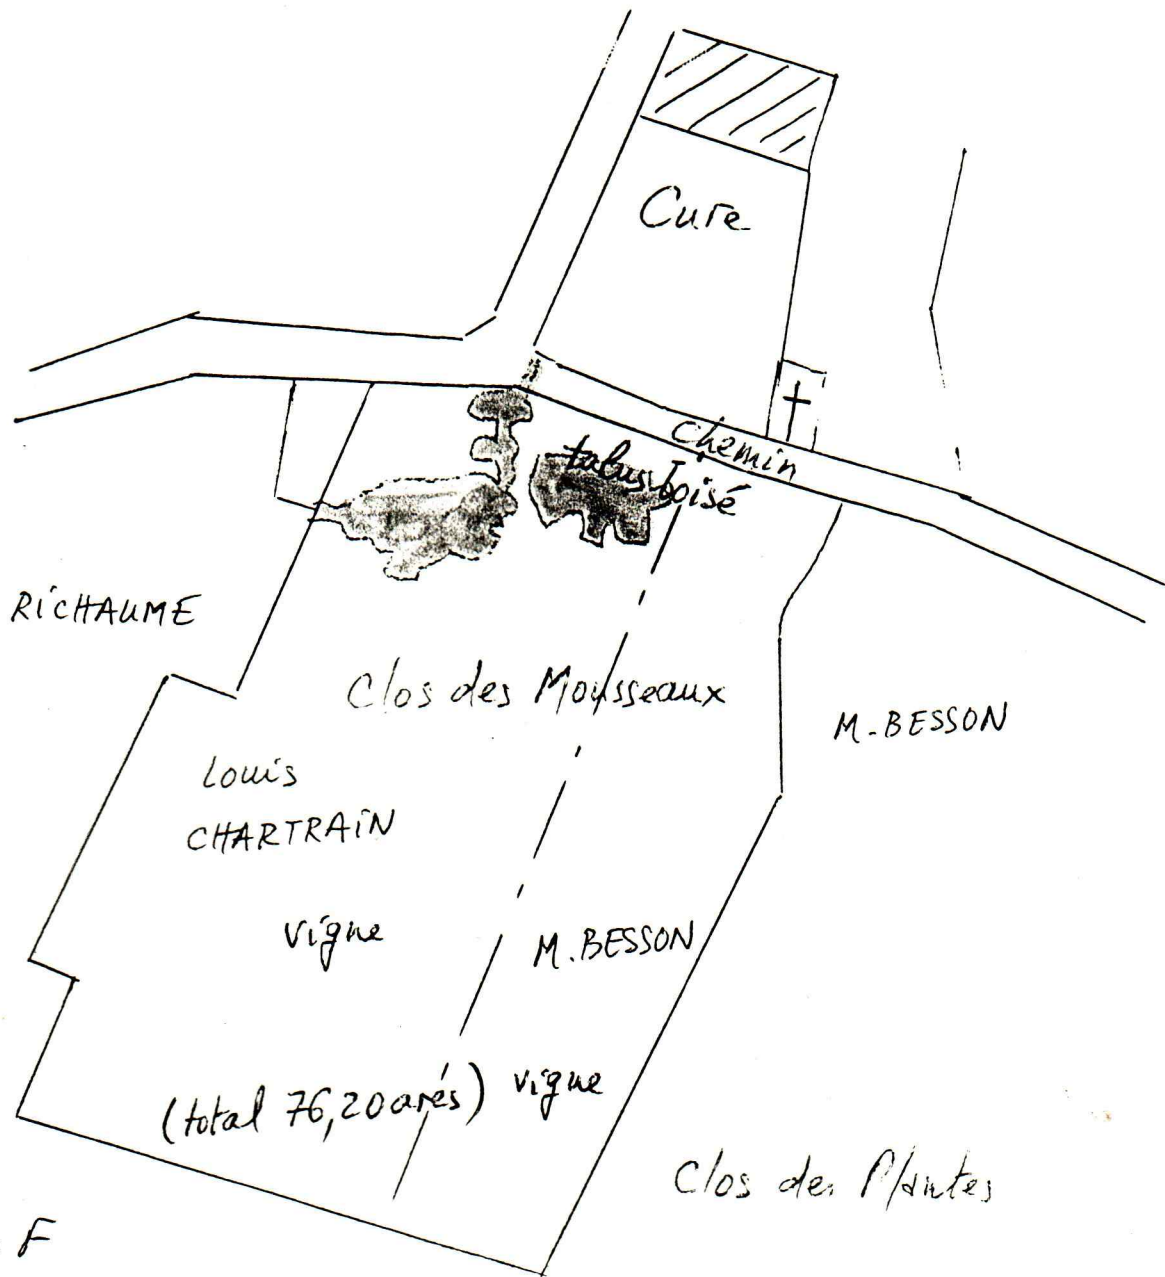 Cure
chemin
talus boisé
RiCHAUME
Clos des Mousseaux
M. BESSON
Louis
CHARTRAiN
vigne
M. BESSON
(total 76,20 ares)
vigne
Clos des Plantes
F